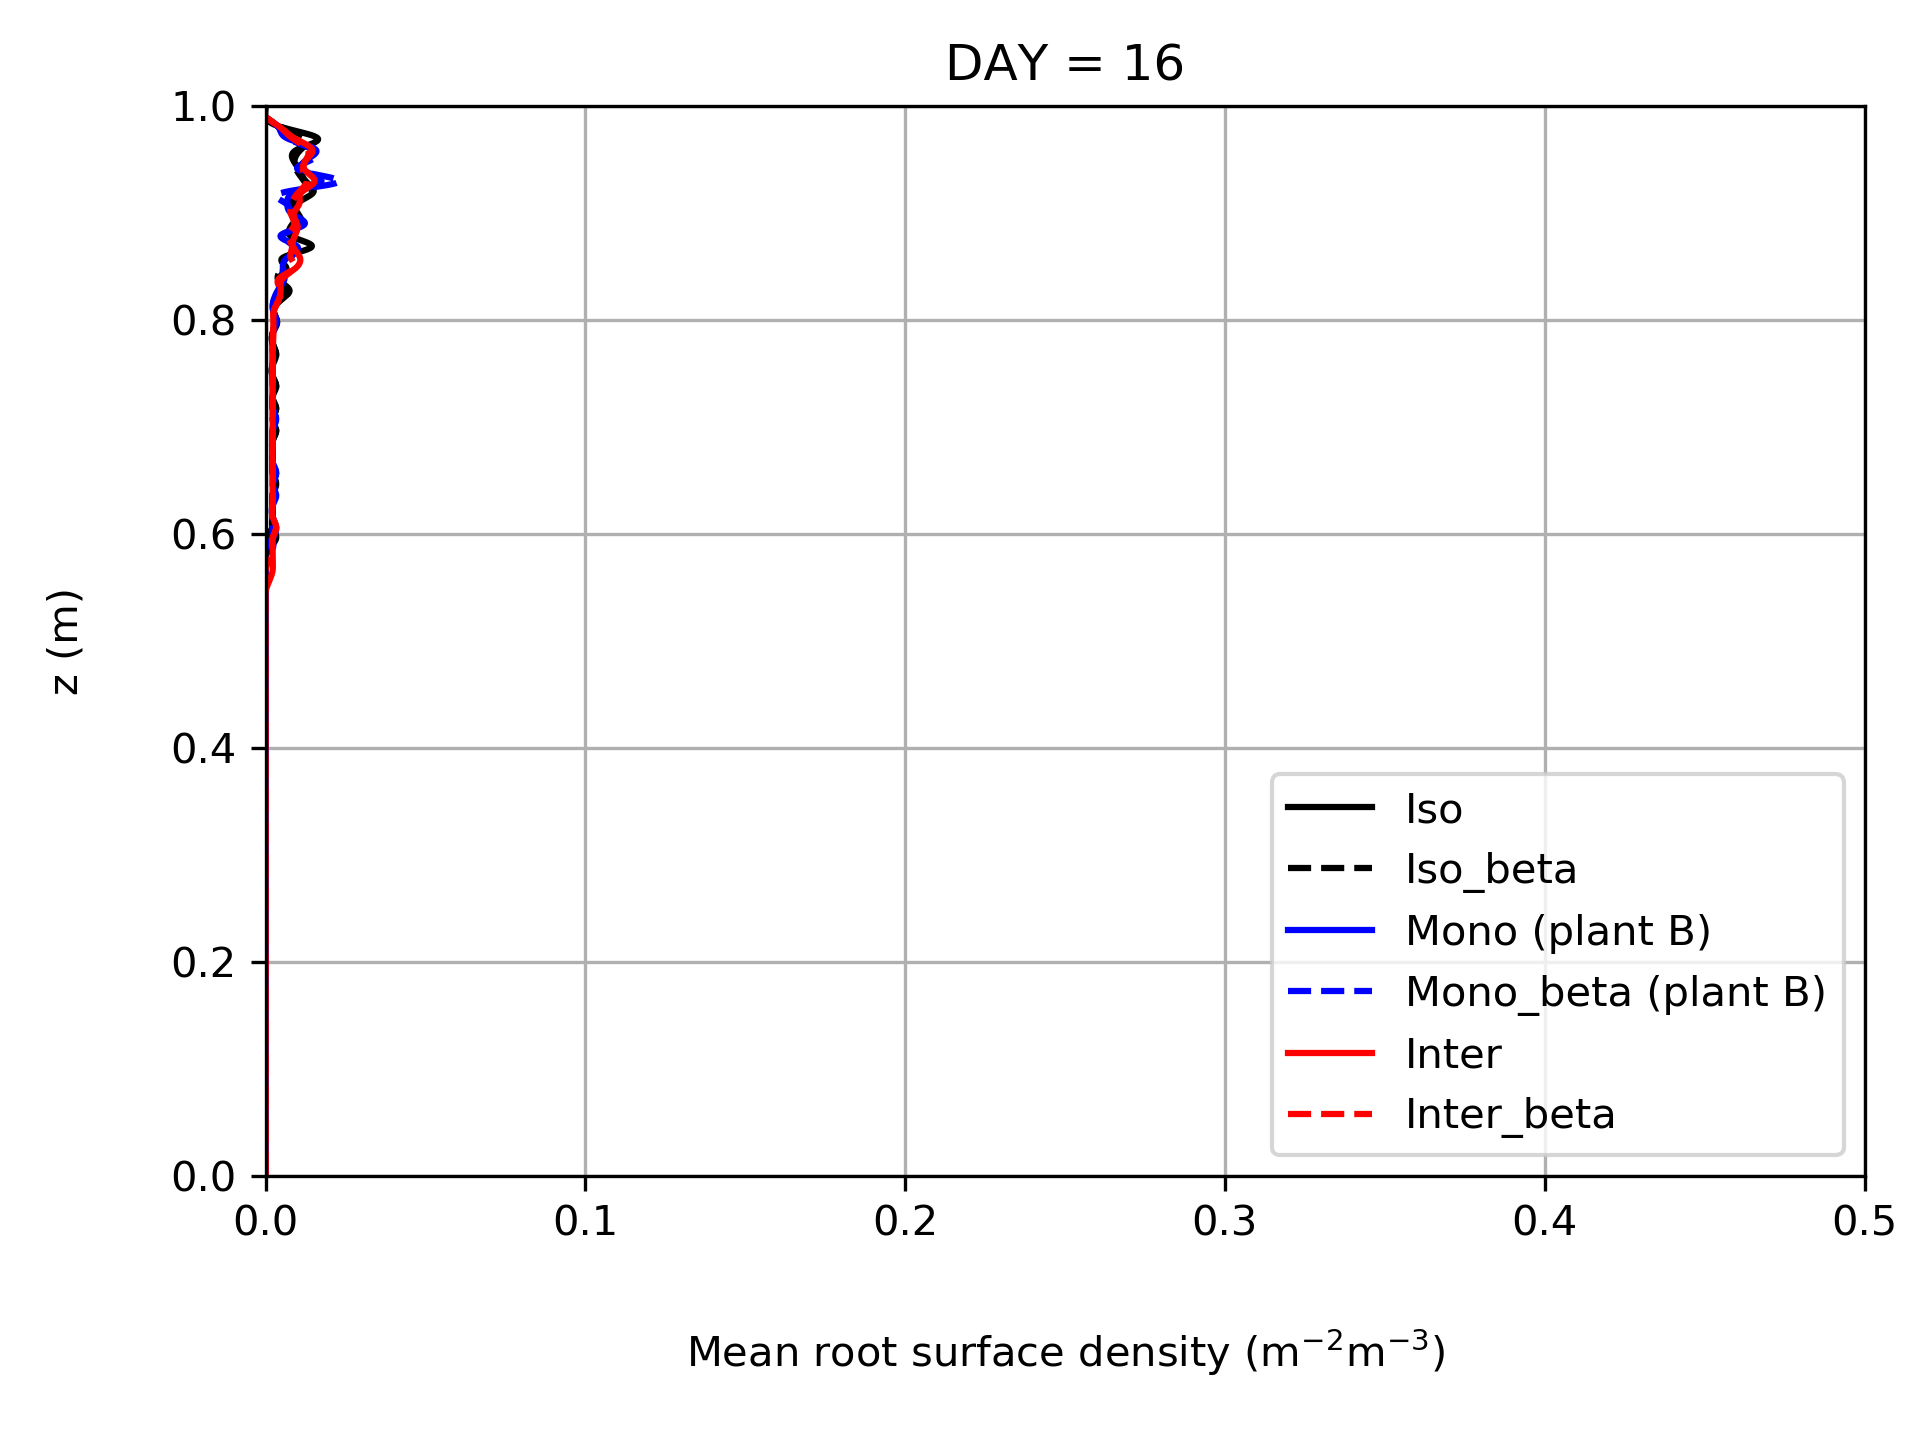 DAY = 16
1.0
0.8
0.6
0.4
0.2
0.0
z (m)
0.0 0.1 0.2 0.3 0.4 0.5
Iso
Iso_beta
Mono (plant B)
Mono_beta (plant B)
Inter
Inter_beta
Mean root surface density (m⁻²m⁻³)